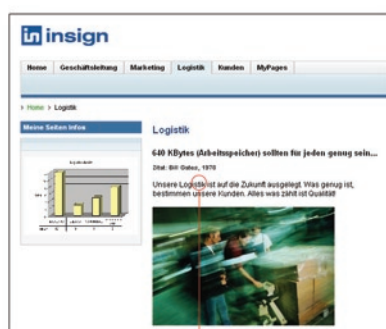 in insign
Home Geschäftsleitung Marketing Logistik Kunden MyPages
> Home > Logistik
Meine Seiten Infos
Logistik
640 KBytes (Arbeitsspeicher) sollten für jeden genug sein...
Zitat: Bill Gates, 1978
Unsere Logistik ist auf die Zukunft ausgelegt. Was genug ist,
bestimmen unsere Kunden. Alles was zählt ist Qualität!